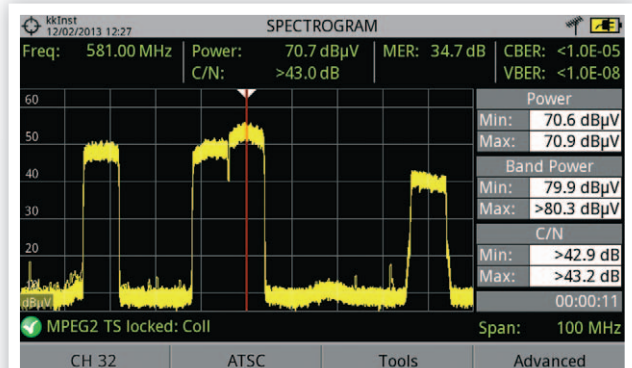 kkInst
12/02/2013 12:27
SPECTROGRAM
Freq: 581.00 MHz
Power: 70.7 dBµV
C/N: >43.0 dB
MER: 34.7 dB
CBER: <1.0E-05
VBER: <1.0E-08
60
50
40
30
20
dBµV
Power
Min: 70.6 dBµV
Max: 70.9 dBµV
Band Power
Min: 79.9 dBµV
Max: >80.3 dBµV
C/N
Min: >42.9 dB
Max: >43.2 dB
00:00:11
MPEG2 TS locked: Coll
Span: 100 MHz
CH 32
ATSC
Tools
Advanced